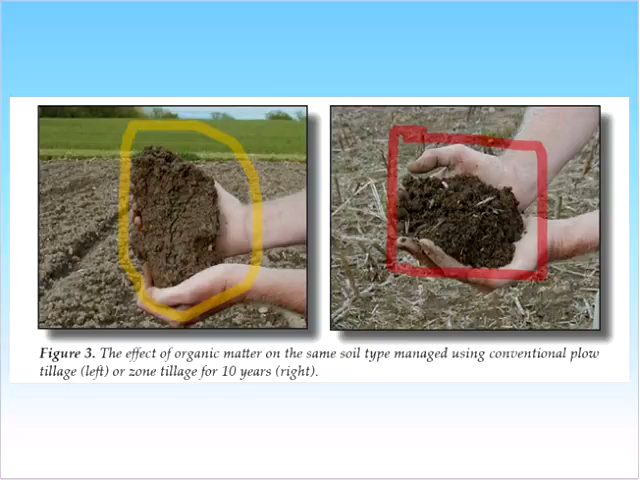 Figure 3. The effect of organic matter on the same soil type managed using conventional plow
tillage (left) or zone tillage for 10 years (right).